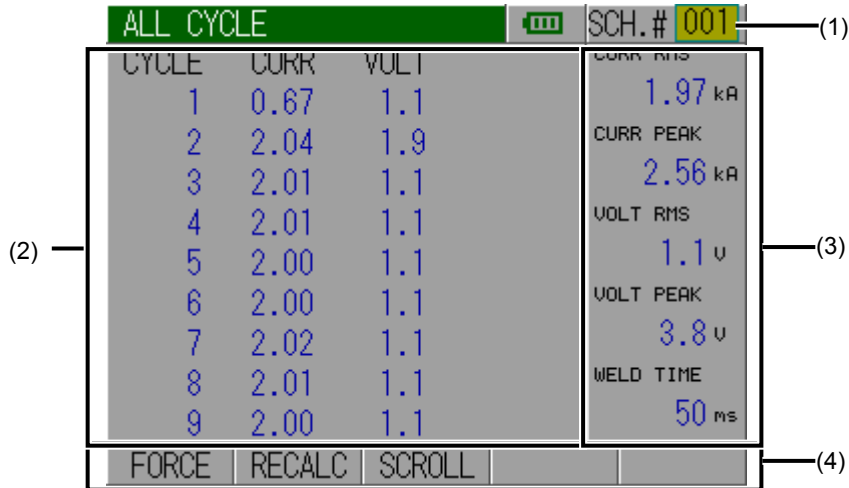 ALL CYCLE SCH.# 001 (1)
CYCLE CURR VOLT CURR RMS
1 0.67 1.1 1.97 kA
2 2.04 1.9 CURR PEAK
3 2.01 1.1 2.56 kA
4 2.01 1.1 VOLT RMS
(2) 5 2.00 1.1 1.1 V (3)
6 2.00 1.1 VOLT PEAK
7 2.02 1.1 3.8 V
8 2.01 1.1 WELD TIME
9 2.00 1.1 50 ms
FORCE RECALC SCROLL (4)